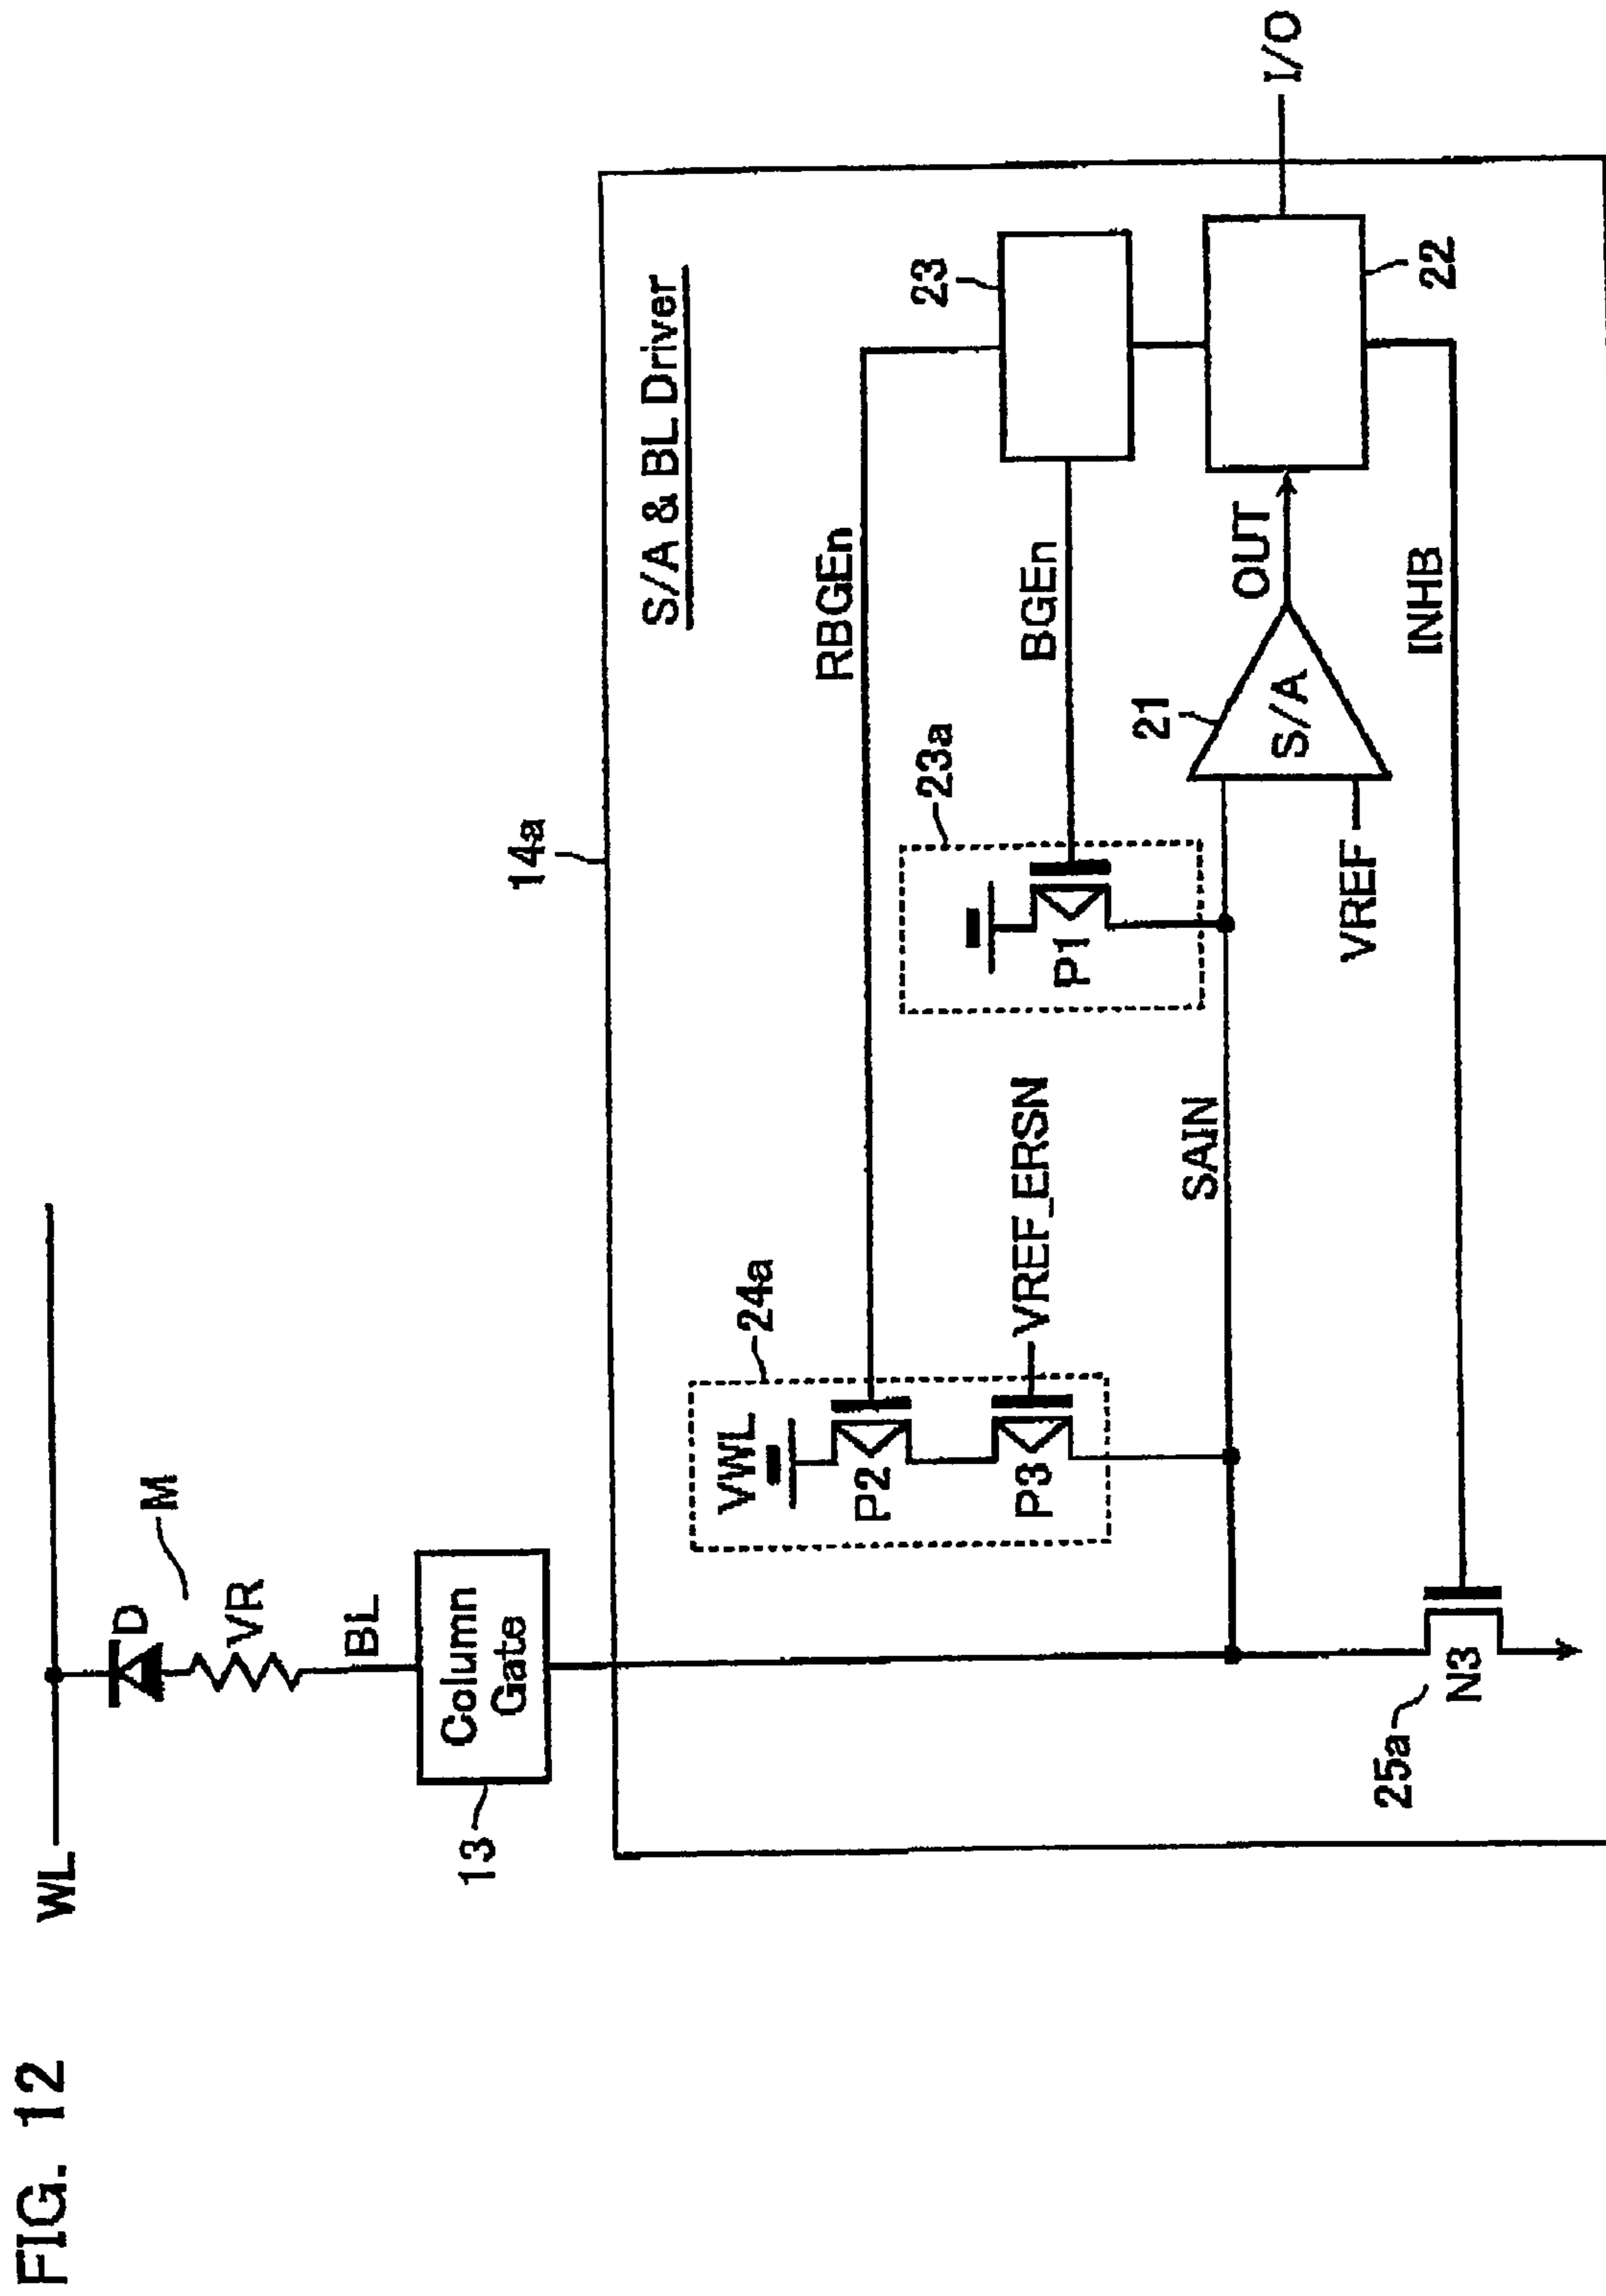 FIG. 12
WL
D
M
VR
BL
13
Column
Gate
14a
S/A & BL Driver
VWL
24a
P2
P3
RBGEn
VREF_ERSN
23a
P1
BGEn
23
SAIN
21
S/A
VREF
OUT
22
I/O
INHB
25a
N3